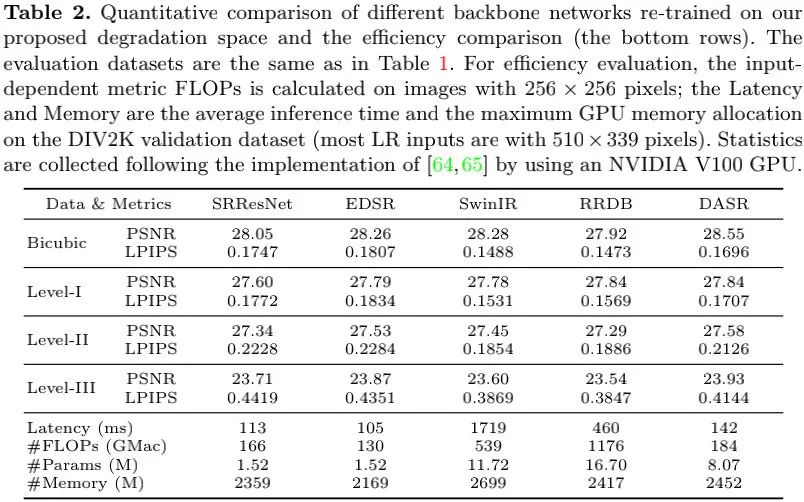 Table 2. Quantitative comparison of different backbone networks re-trained on our
proposed degradation space and the efficiency comparison (the bottom rows). The
evaluation datasets are the same as in Table 1. For efficiency evaluation, the input-
dependent metric FLOPs is calculated on images with 256 × 256 pixels; the Latency
and Memory are the average inference time and the maximum GPU memory allocation
on the DIV2K validation dataset (most LR inputs are with 510×339 pixels). Statistics
are collected following the implementation of [64,65] by using an NVIDIA V100 GPU.
Data & Metrics SRResNet EDSR SwinIR RRDB DASR
Bicubic PSNR 28.05 28.26 28.28 27.92 28.55
LPIPS 0.1747 0.1807 0.1488 0.1473 0.1696
Level-I PSNR 27.60 27.79 27.78 27.84 27.84
LPIPS 0.1772 0.1834 0.1531 0.1569 0.1707
Level-II PSNR 27.34 27.53 27.45 27.29 27.58
LPIPS 0.2228 0.2284 0.1854 0.1886 0.2126
Level-III PSNR 23.71 23.87 23.60 23.54 23.93
LPIPS 0.4419 0.4351 0.3869 0.3847 0.4144
Latency (ms) 113 105 1719 460 142
#FLOPs (GMac) 166 130 539 1176 184
#Params (M) 1.52 1.52 11.72 16.70 8.07
#Memory (M) 2359 2169 2699 2417 2452